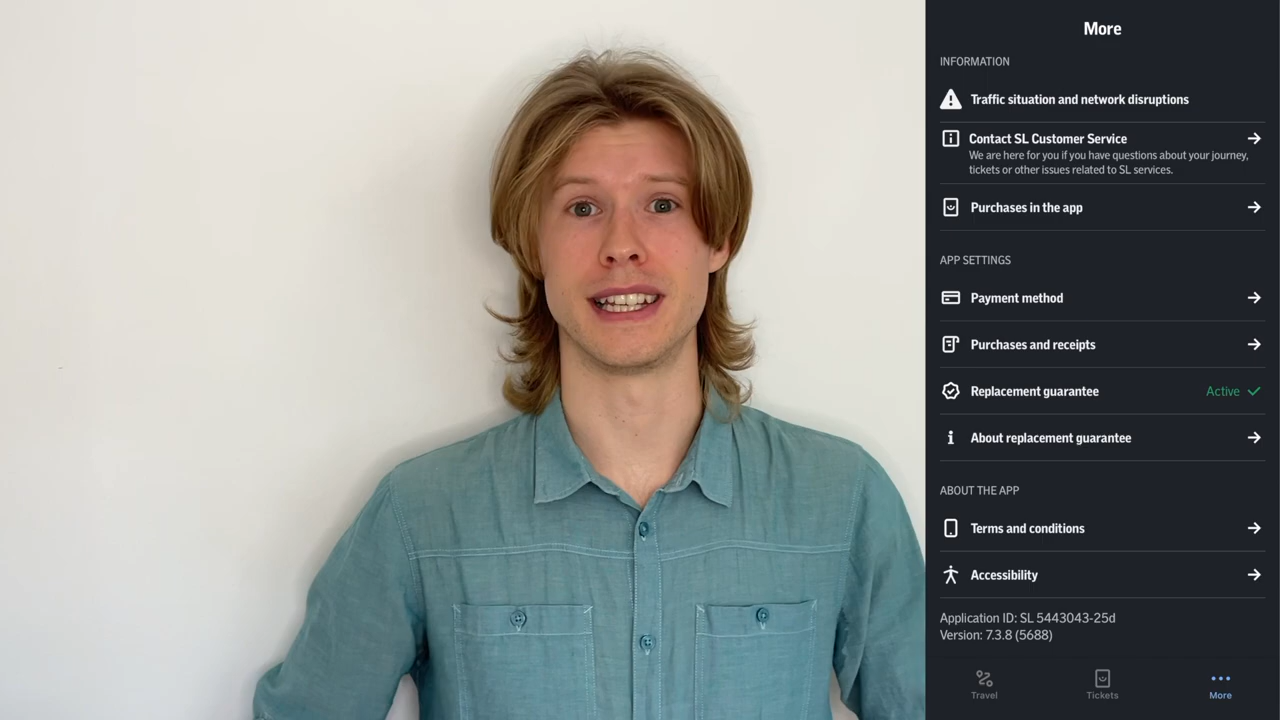 More
INFORMATION
Traffic situation and network disruptions
Contact SL Customer Service
We are here for you if you have questions about your journey,
tickets or other issues related to SL services.
Purchases in the app
APP SETTINGS
Payment method
Purchases and receipts
Replacement guarantee Active
About replacement guarantee
ABOUT THE APP
Terms and conditions
Accessibility
Application ID: SL 5443043-25d
Version: 7.3.8 (5688)
Travel Tickets More